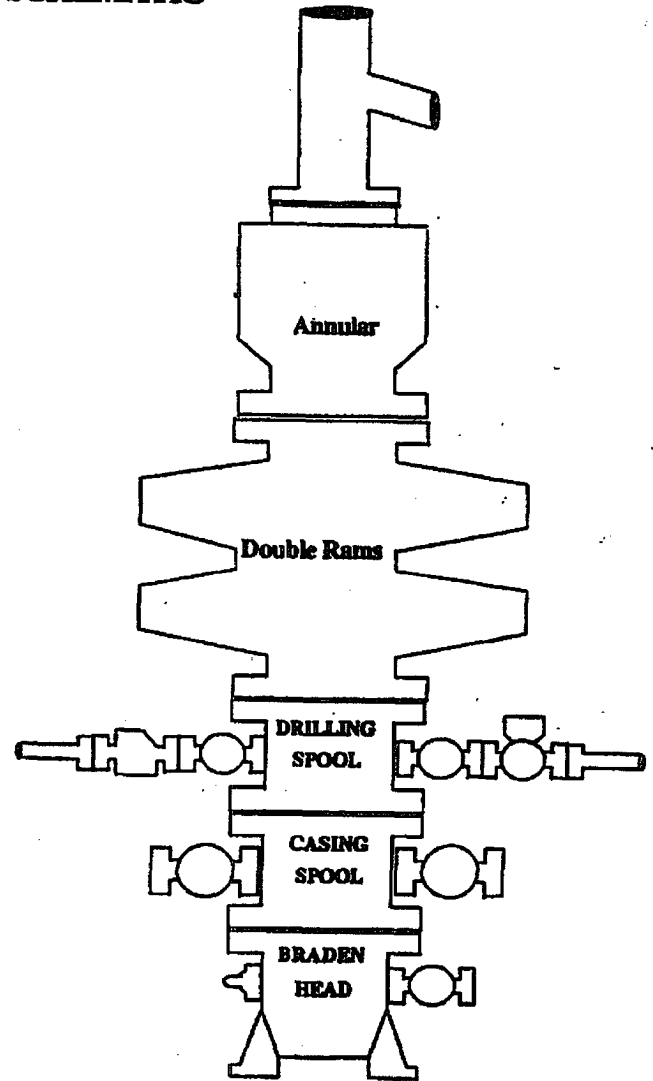 Annular
Double Rams
DRILLING
SPOOL
CASING
SPOOL
BRADEN
HEAD